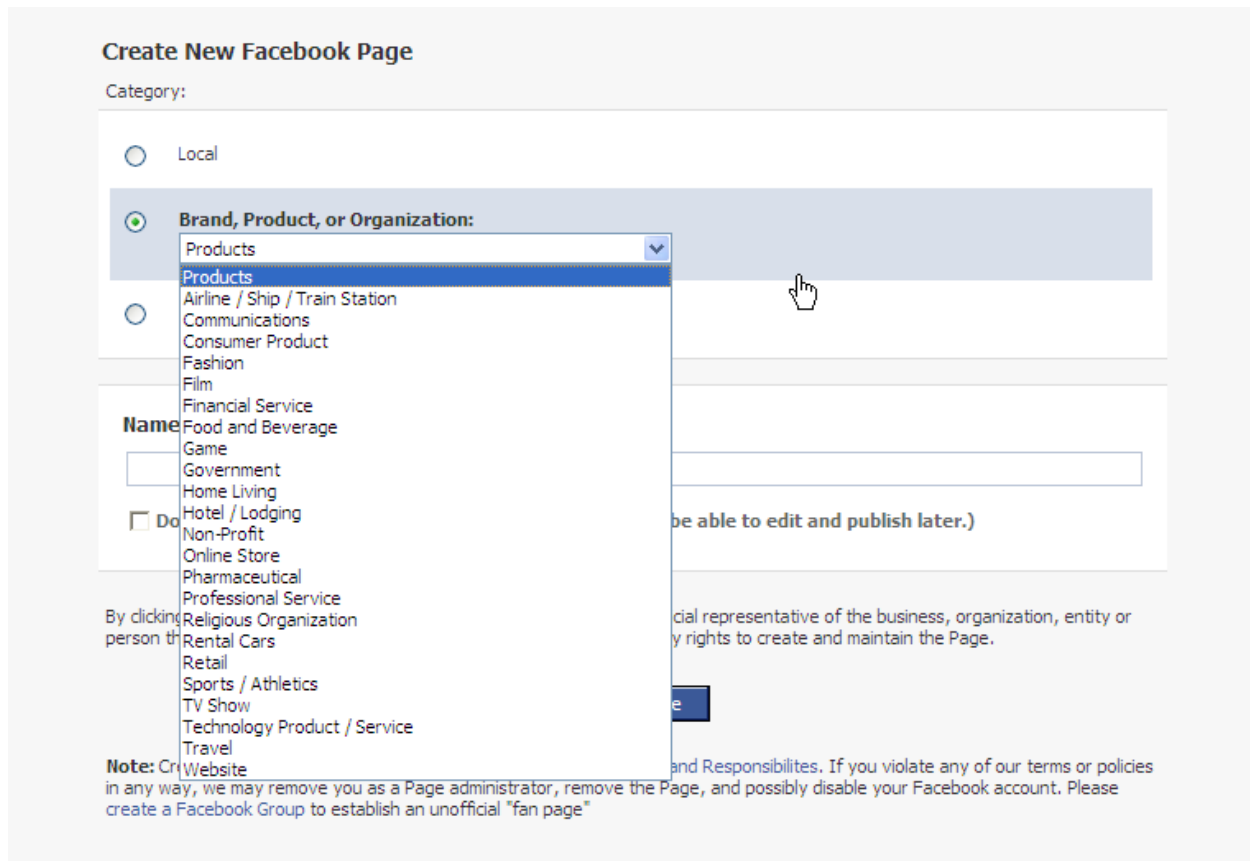 Create New Facebook Page
Category:
Local
Brand, Product, or Organization:
Products
Products
Airline / Ship / Train Station
Communications
Consumer Product
Fashion
Film
Financial Service
Food and Beverage
Game
Government
Home Living
Hotel / Lodging
Non-Profit
Online Store
Pharmaceutical
Professional Service
Religious Organization
Rental Cars
Retail
Sports / Athletics
TV Show
Technology Product / Service
Travel
Website
Name
be able to edit and publish later.)
By clicking cial representative of the business, organization, entity or
person y rights to create and maintain the Page.
e
Note: and Responsibilites. If you violate any of our terms or policies
in any way, we may remove you as a Page administrator, remove the Page, and possibly disable your Facebook account. Please
create a Facebook Group to establish an unofficial "fan page"